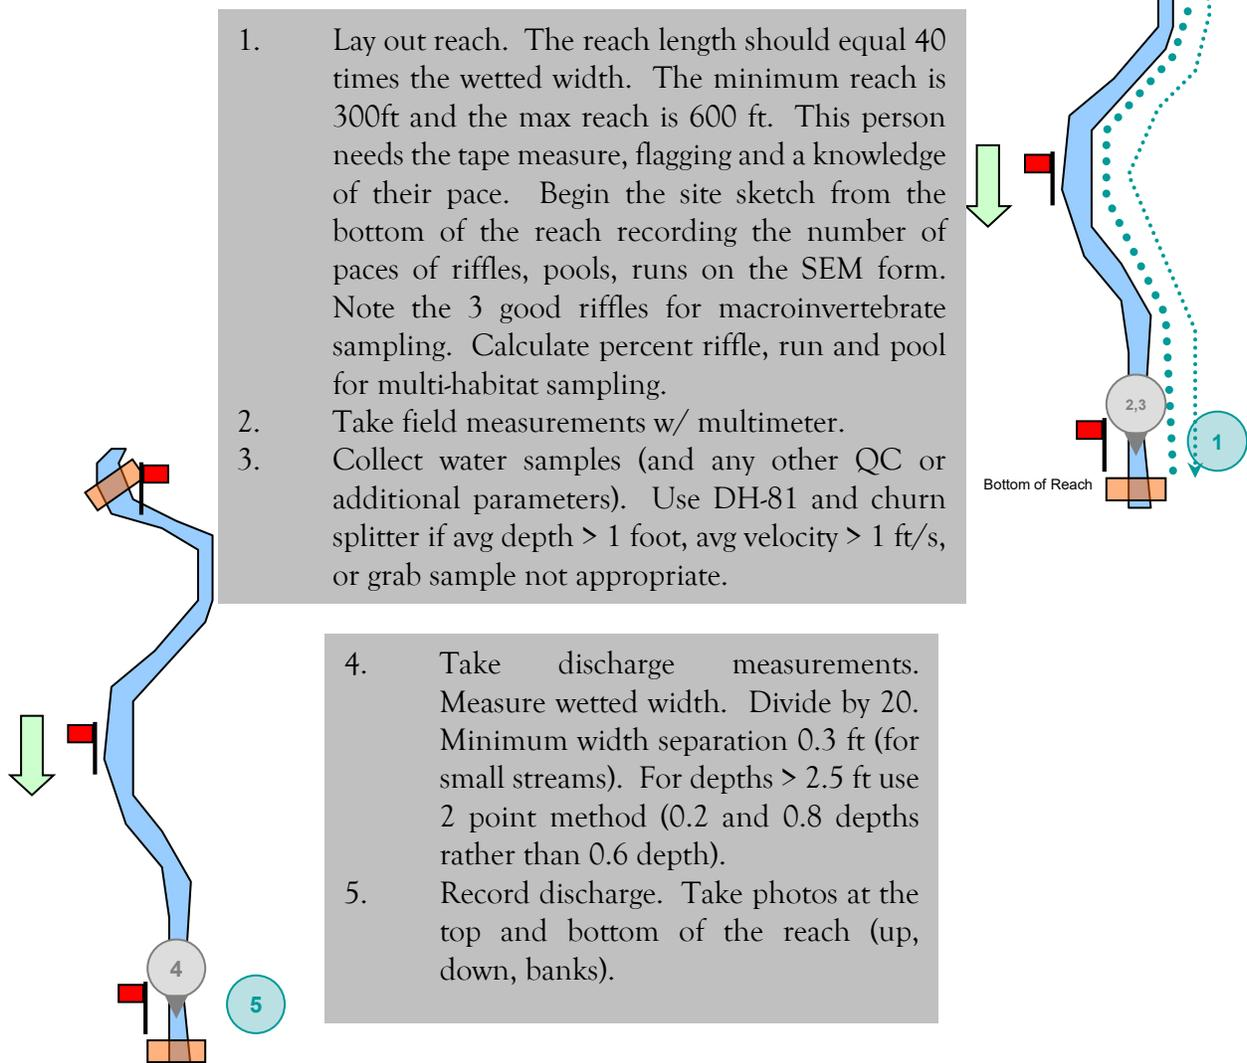 1. Lay out reach. The reach length should equal 40
times the wetted width. The minimum reach is
300ft and the max reach is 600 ft. This person
needs the tape measure, flagging and a knowledge
of their pace. Begin the site sketch from the
bottom of the reach recording the number of
paces of riffles, pools, runs on the SEM form.
Note the 3 good riffles for macroinvertebrate
sampling. Calculate percent riffle, run and pool
for multi-habitat sampling.
2. Take field measurements w/ multimeter.
3. Collect water samples (and any other QC or
additional parameters). Use DH-81 and churn
splitter if avg depth > 1 foot, avg velocity > 1 ft/s,
or grab sample not appropriate.
2,3
1
Bottom of Reach
4. Take discharge measurements.
Measure wetted width. Divide by 20.
Minimum width separation 0.3 ft (for
small streams). For depths > 2.5 ft use
2 point method (0.2 and 0.8 depths
rather than 0.6 depth).
5. Record discharge. Take photos at the
top and bottom of the reach (up,
down, banks).
4
5